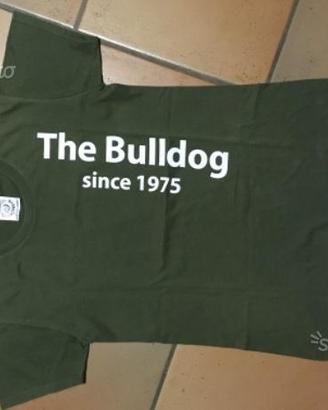 The Bulldog
since 1975